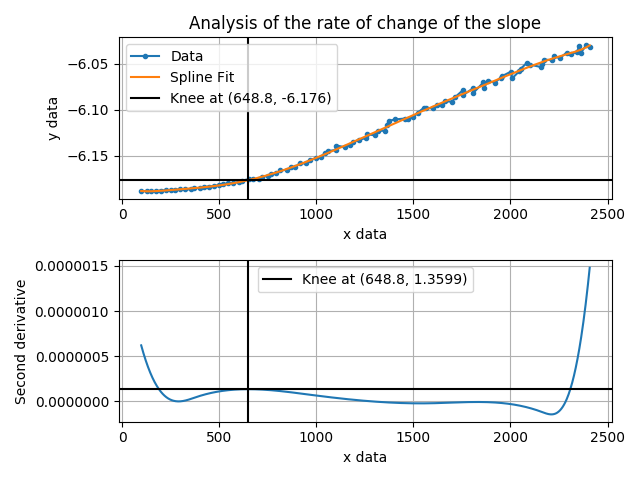 Analysis of the rate of change of the slope
Data
Spline Fit
Knee at (648.8, -6.176)
y data
−6.05
−6.10
−6.15
0 500 1000 1500 2000 2500
x data
Knee at (648.8, 1.3599)
Second derivative
0.0000015
0.0000010
0.0000005
0.0000000
0 500 1000 1500 2000 2500
x data